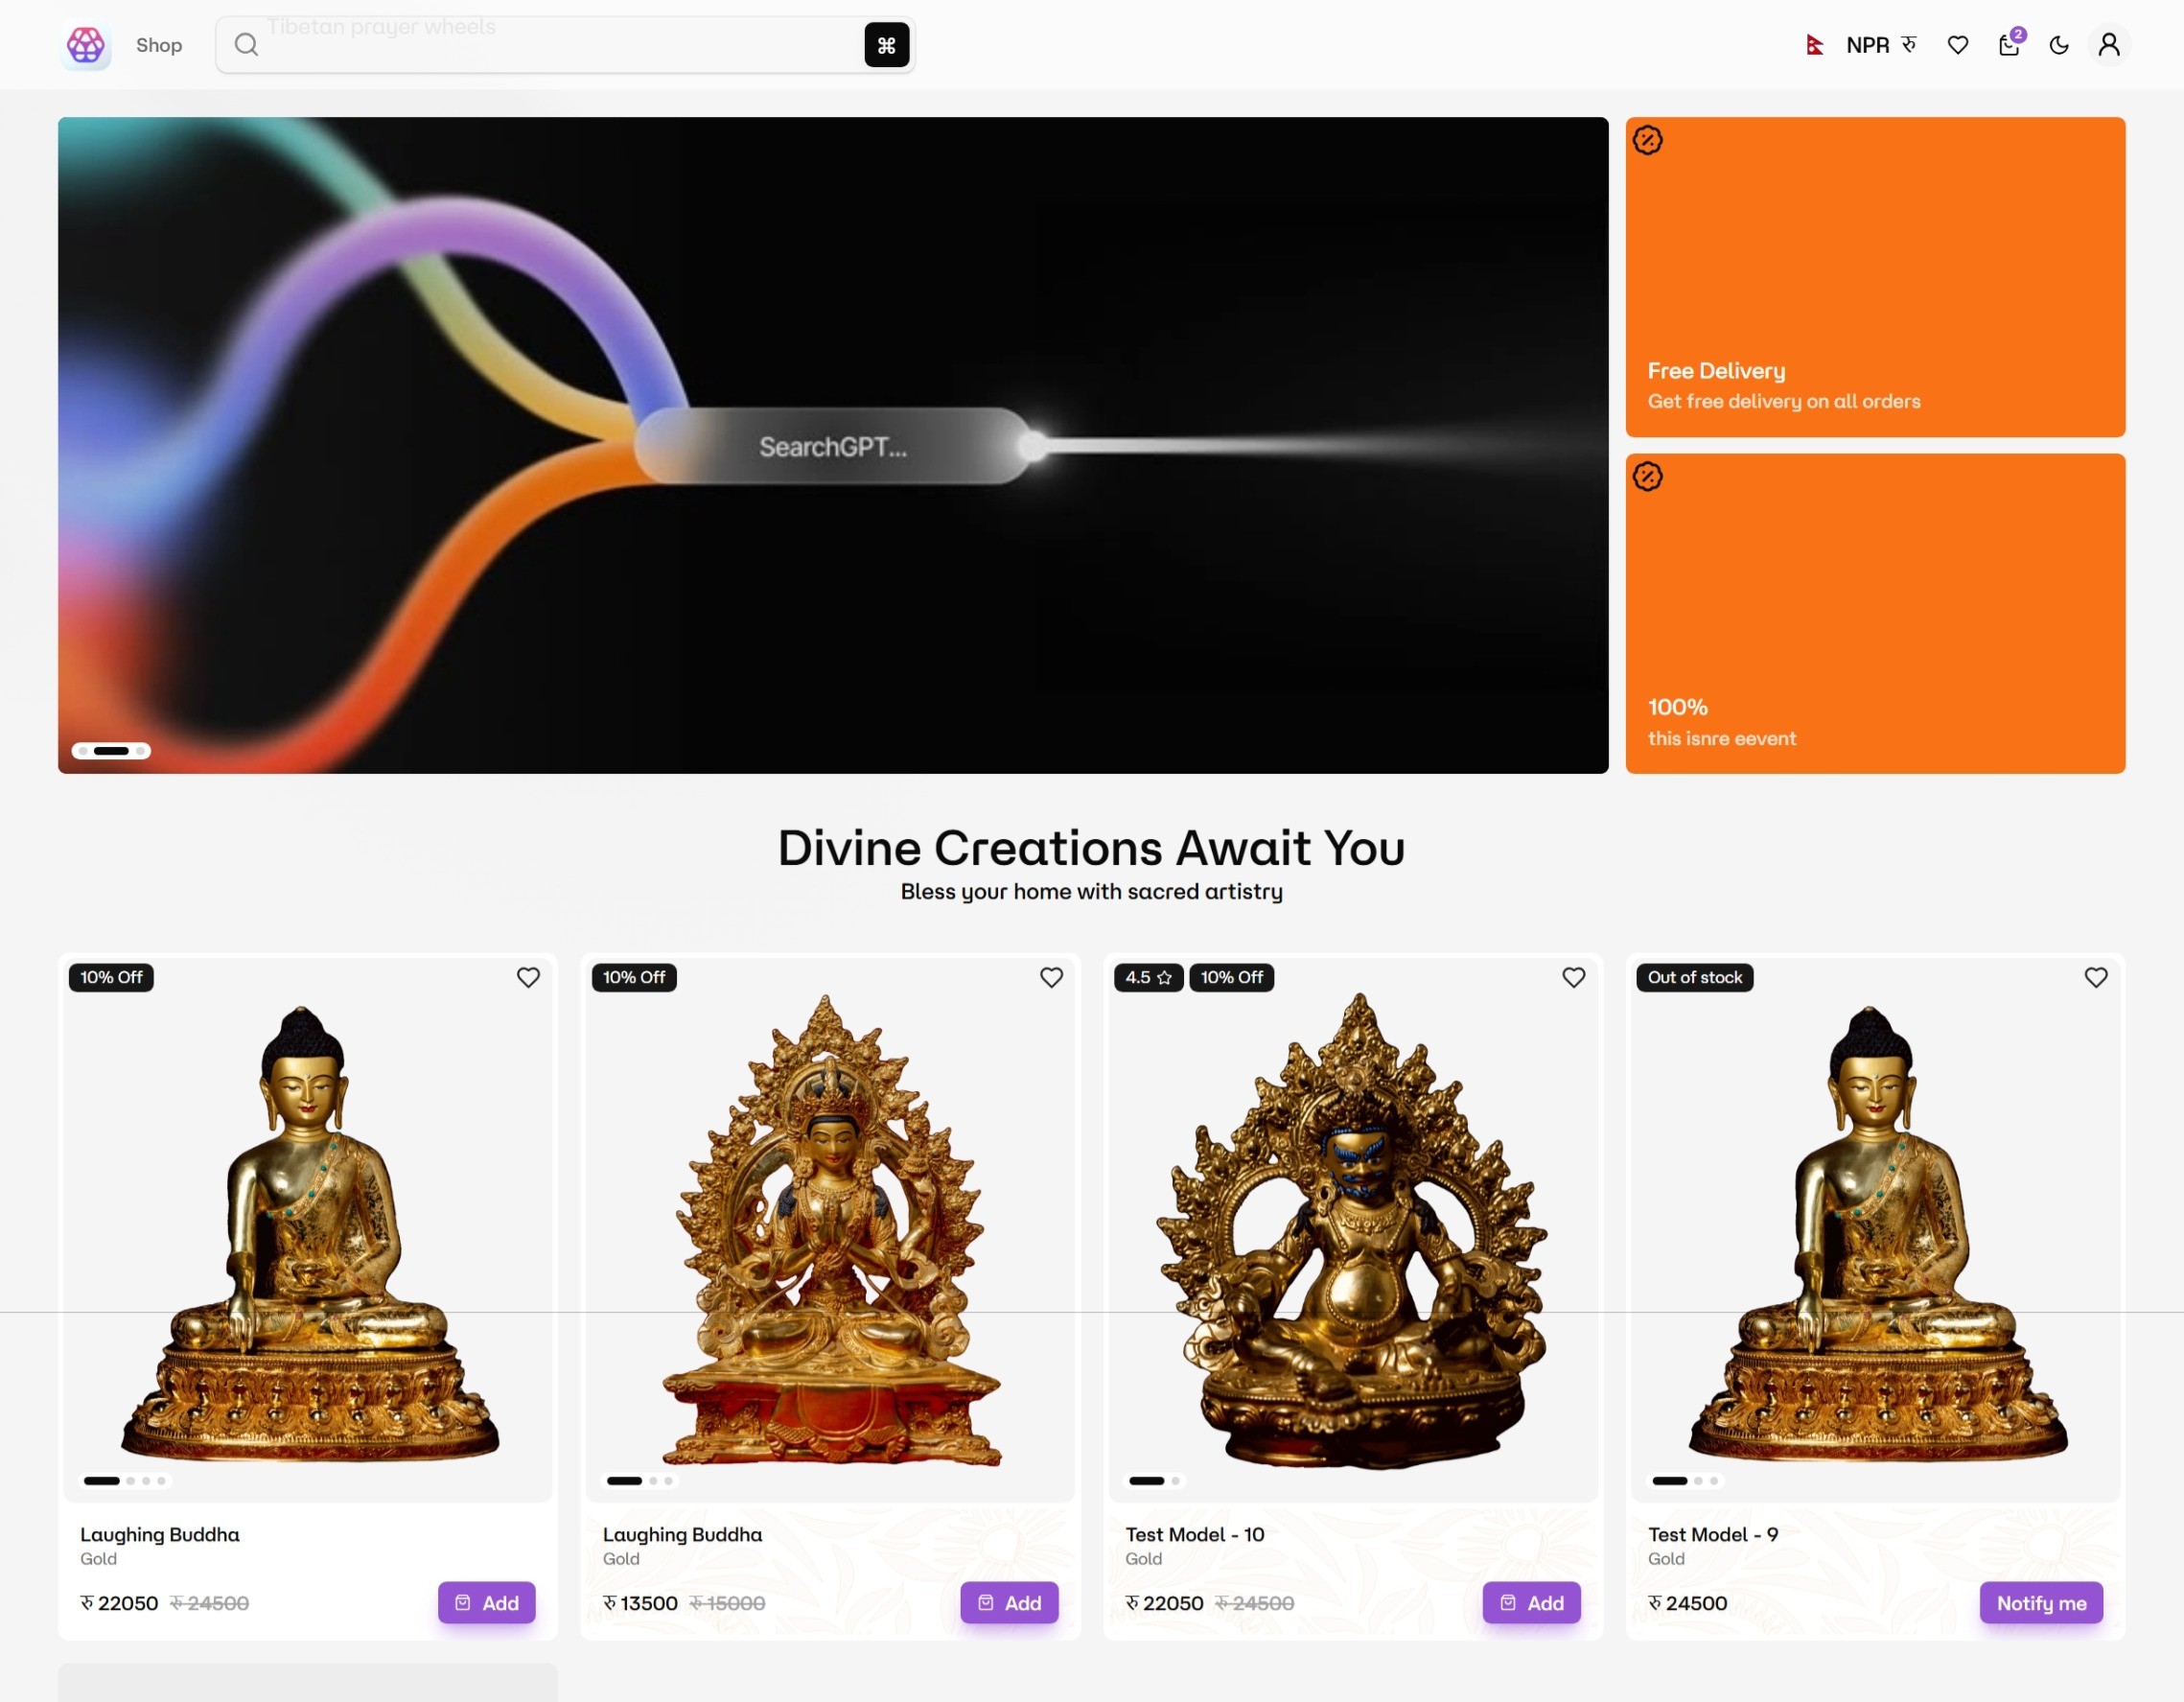 Shop
Tibetan prayer wheels
⌘
NPR रु
2
SearchGPT...
Free Delivery
Get free delivery on all orders
100%
this isnre eevent
Divine Creations Await You
Bless your home with sacred artistry
10% Off
10% Off
4.5 ☆ 10% Off
Out of stock
Laughing Buddha
Gold
रु 22050 रु 24500
Add
Laughing Buddha
Gold
रु 13500 रु 15000
Add
Test Model - 10
Gold
रु 22050 रु 24500
Add
Test Model - 9
Gold
रु 24500
Notify me